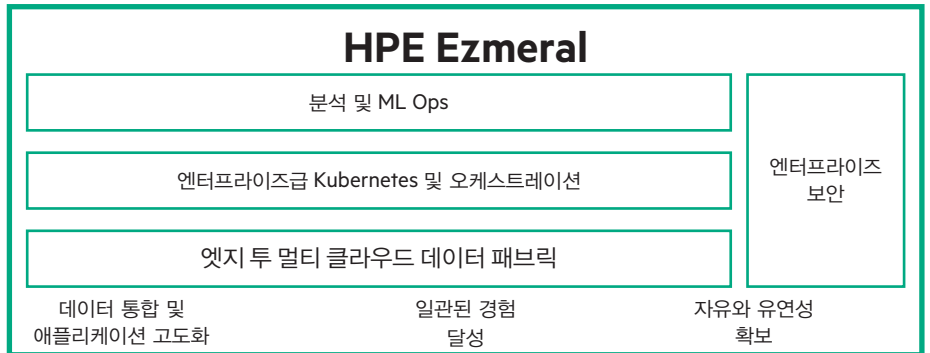 HPE Ezmeral
분석 및 ML Ops
엔터프라이즈급 Kubernetes 및 오케스트레이션
엣지 투 멀티 클라우드 데이터 패브릭
엔터프라이즈
보안
데이터 통합 및
애플리케이션 고도화
일관된 경험
달성
자유와 유연성
확보